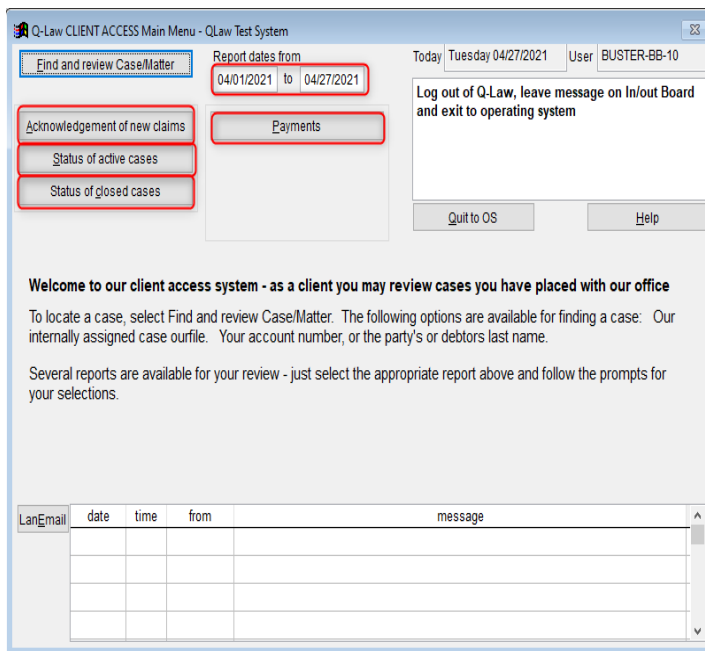 Q-Law CLIENT ACCESS Main Menu - QLaw Test System
Find and review Case/Matter
Report dates from
04/01/2021 to 04/27/2021
Today Tuesday 04/27/2021 User BUSTER-BB-10
Log out of Q-Law, leave message on In/out Board
and exit to operating system
Acknowledgement of new claims
Payments
Status of active cases
Status of closed cases
Quit to OS
Help
Welcome to our client access system - as a client you may review cases you have placed with our office
To locate a case, select Find and review Case/Matter. The following options are available for finding a case: Our
internally assigned case ourfile. Your account number, or the party's or debtors last name.
Several reports are available for your review - just select the appropriate report above and follow the prompts for
your selections.
LanEmail date time from message